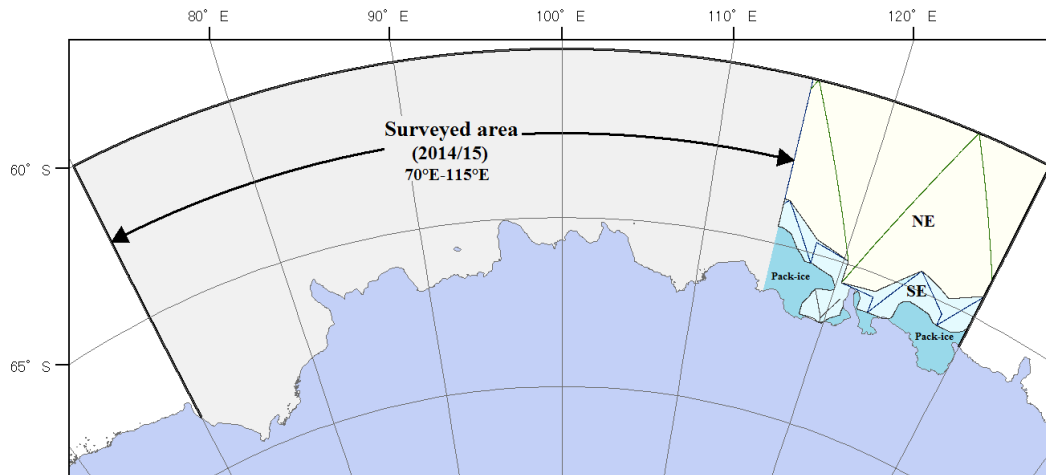 80° E
90° E
100° E
110° E
120° E
Surveyed area
(2014/15)
70°E-115°E
60° S
NE
Pack-ice
SE
Pack-ice
65° S